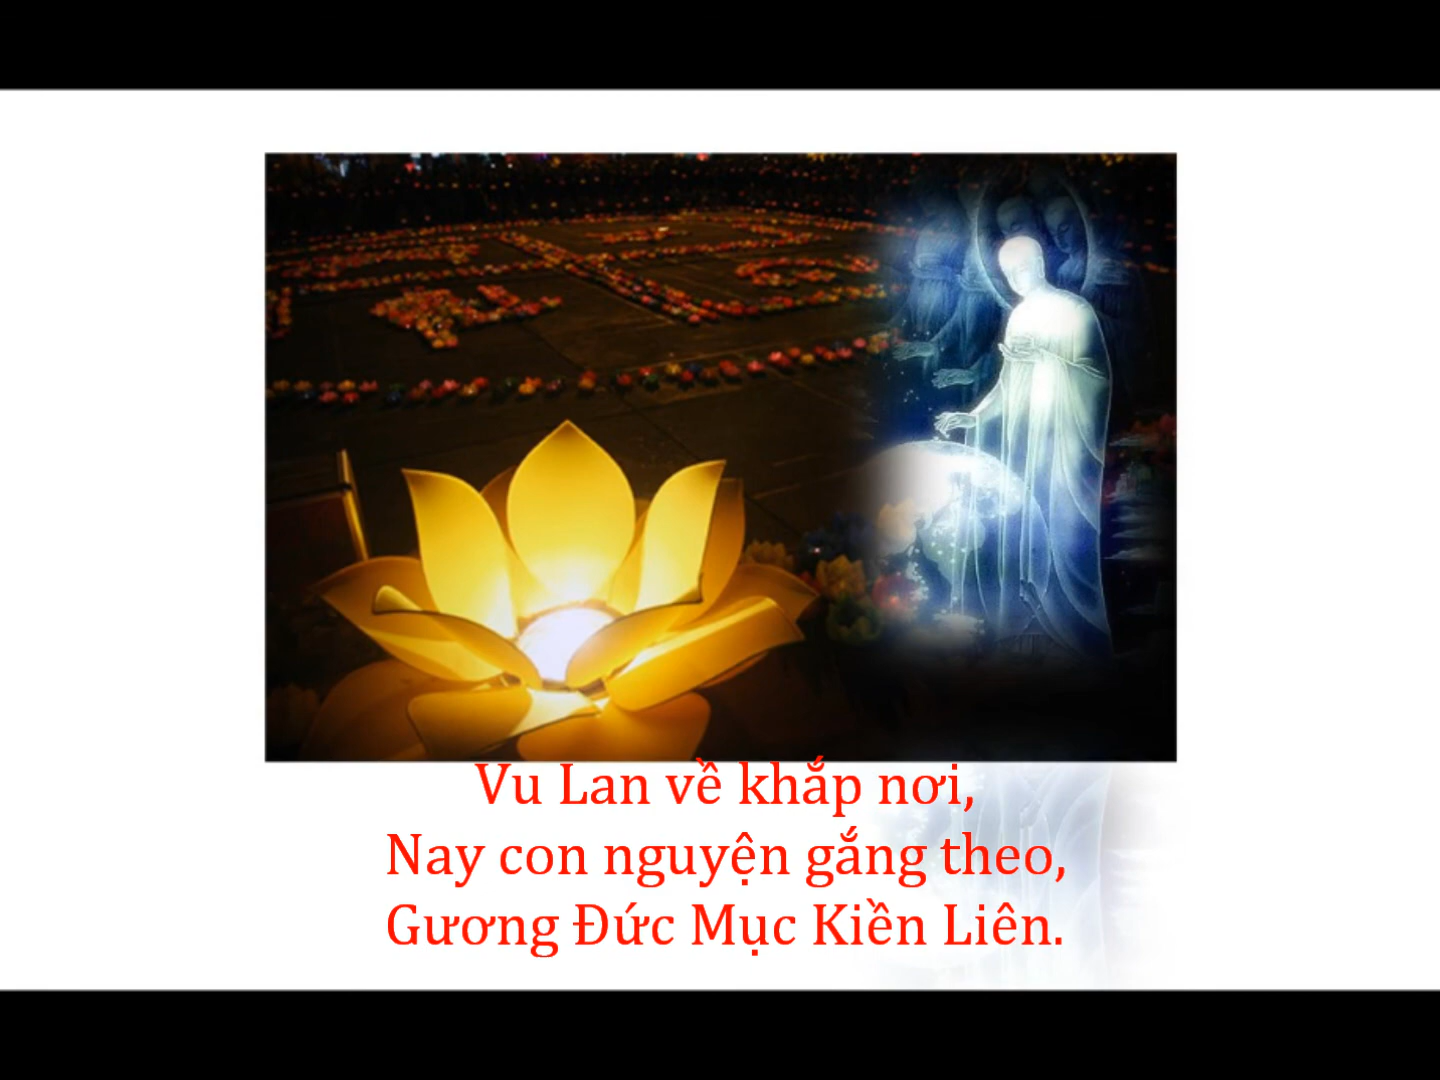 Vu Lan về khắp nơi,
Nay con nguyện gắng theo,
Gương Đức Mục Kiền Liên.